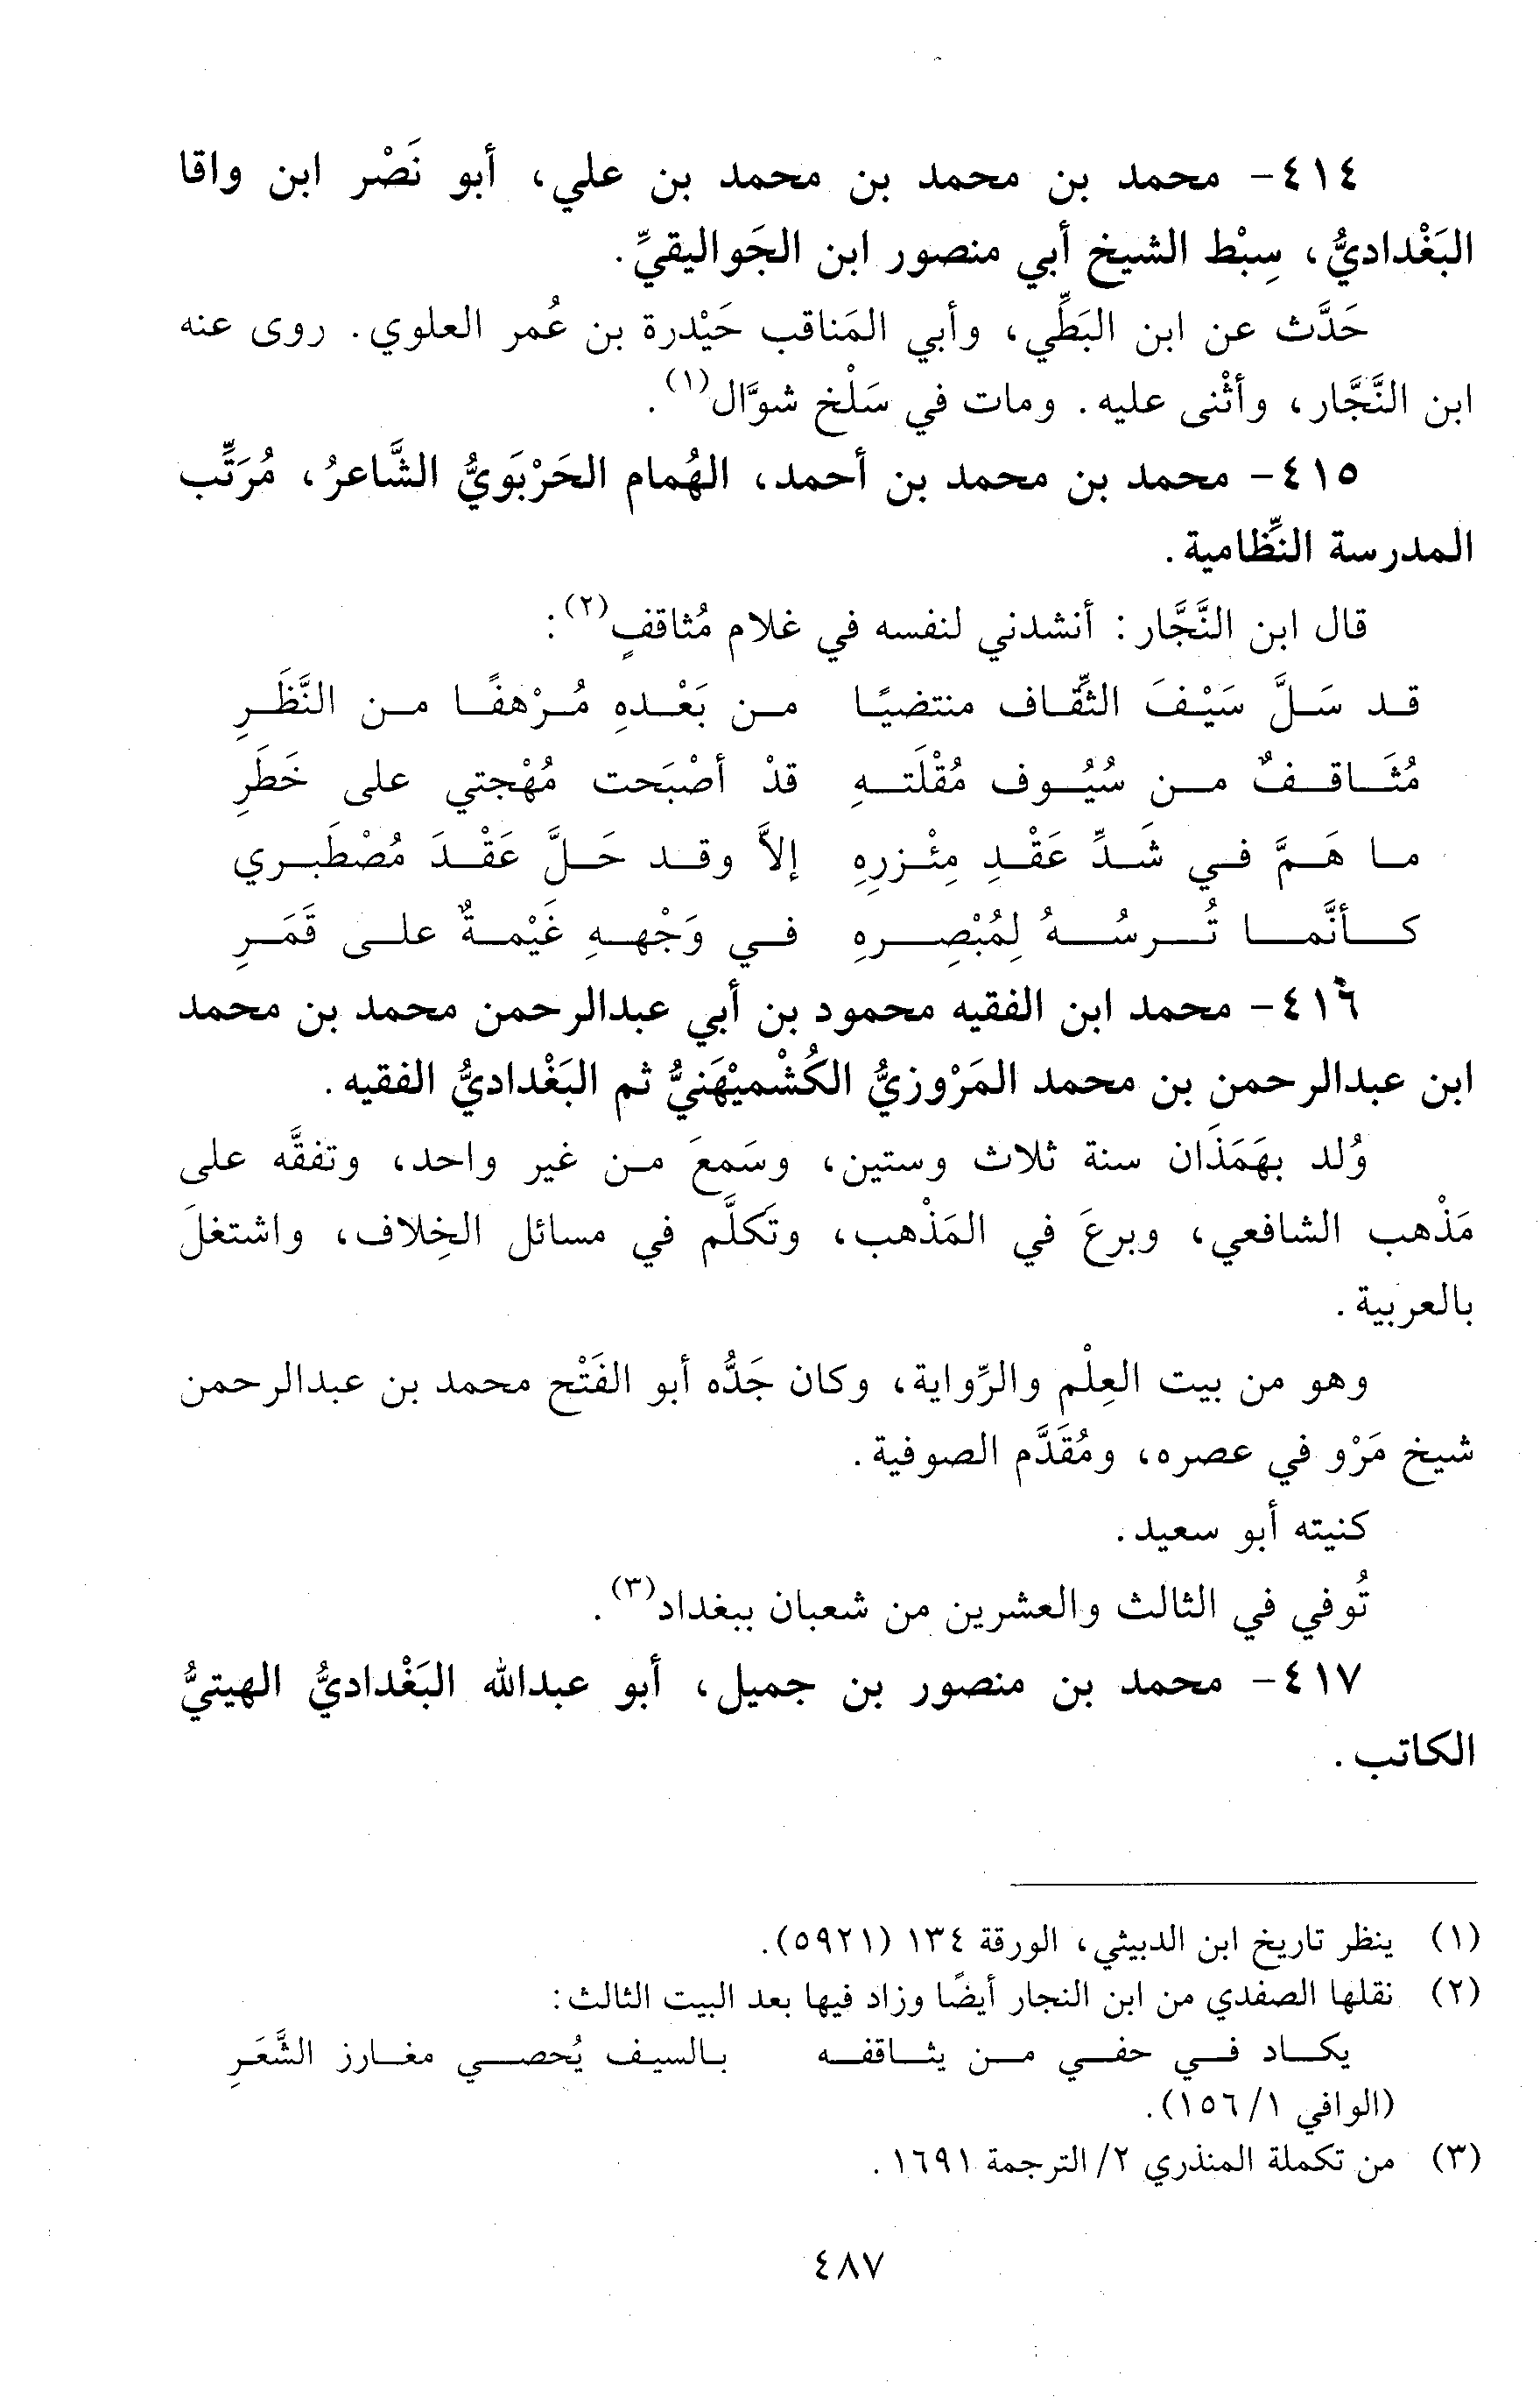 ٤١٤- محمد بن محمد بن محمد بن علي، أبو نَصْر ابن واقا
البَغْداديُّ، سِبْط الشيخ أبي منصور ابن الجَواليقيِّ.
حَدَّث عن ابن البَطِّي، وأبي المَناقب حَيْدرة بن عُمر العلوي. روى عنه
ابن النَّجَّار، وأثْنى عليه. ومات في سَلْخ شوَّال(١).
٤١٥- محمد بن محمد بن أحمد، الهُمام الحَرْبَويُّ الشَّاعرُ، مُرَتِّب
المدرسة النِّظامية.
قال ابن النَّجَّار: أنشدني لنفسه في غلام مُثاقفٍ(٢):
قد سَلَّ سَيْفَ الثِّقاف منتضيًا من بَعْدهِ مُرْهفًا من النَّظَرِ
مُثَاقفٌ من سُيُوف مُقْلَتهِ قدْ أصْبَحت مُهْجتي على خَطَرِ
ما هَمَّ في شَدِّ عَقْدِ مِئْزرِهِ إلاَّ وقد حَلَّ عَقْدَ مُصْطَبري
كأنَّما تُرسُهُ لِمُبْصِرهِ في وَجْههِ غَيْمةٌ على قَمَرِ
٤١٦- محمد ابن الفقيه محمود بن أبي عبدالرحمن محمد بن محمد
ابن عبدالرحمن بن محمد المَرْوزيُّ الكُشْميْهَنيُّ ثم البَغْداديُّ الفقيه.
وُلد بهَمَذَان سنة ثلاث وستين، وسَمعَ من غير واحد، وتفقَّه على
مَذْهب الشافعي، وبرعَ في المَذْهب، وتَكلَّم في مسائل الخِلاف، واشتغلَ
بالعربية.
وهو من بيت العِلْم والرِّواية، وكان جَدُّه أبو الفَتْح محمد بن عبدالرحمن
شيخ مَرْو في عصره، ومُقَدَّم الصوفية.
كنيته أبو سعيد.
تُوفي في الثالث والعشرين من شعبان ببغداد(٣).
٤١٧- محمد بن منصور بن جميل، أبو عبدالله البَغْداديُّ الهيتيُّ
الكاتب.
(١) ينظر تاريخ ابن الدبيثي، الورقة ١٣٤ (٥٩٢١).
(٢) نقلها الصفدي من ابن النجار أيضًا وزاد فيها بعد البيت الثالث:
يكاد في حفي من يثاقفه بالسيف يُحصي مغارز الشَّعَرِ
(الوافي ١/ ١٥٦).
(٣) من تكملة المنذري ٢/ الترجمة ١٦٩١.
٤٨٧